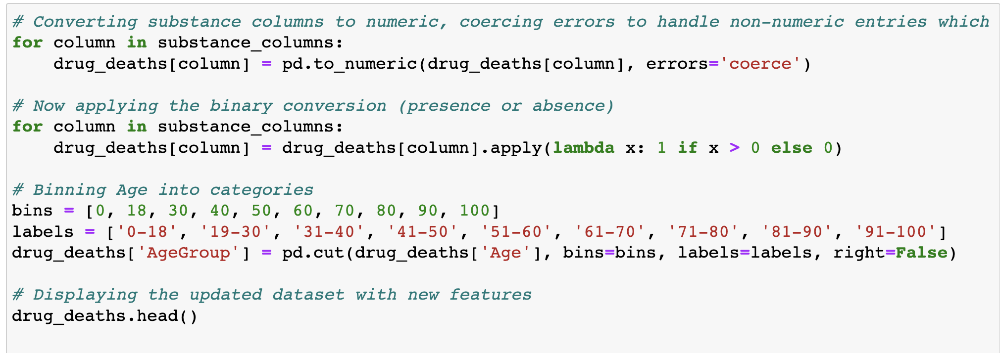 # Converting substance columns to numeric, coercing errors to handle non-numeric entries which
for column in substance_columns:
    drug_deaths[column] = pd.to_numeric(drug_deaths[column], errors='coerce')

# Now applying the binary conversion (presence or absence)
for column in substance_columns:
    drug_deaths[column] = drug_deaths[column].apply(lambda x: 1 if x > 0 else 0)

# Binning Age into categories
bins = [0, 18, 30, 40, 50, 60, 70, 80, 90, 100]
labels = ['0-18', '19-30', '31-40', '41-50', '51-60', '61-70', '71-80', '81-90', '91-100']
drug_deaths['AgeGroup'] = pd.cut(drug_deaths['Age'], bins=bins, labels=labels, right=False)

# Displaying the updated dataset with new features
drug_deaths.head()